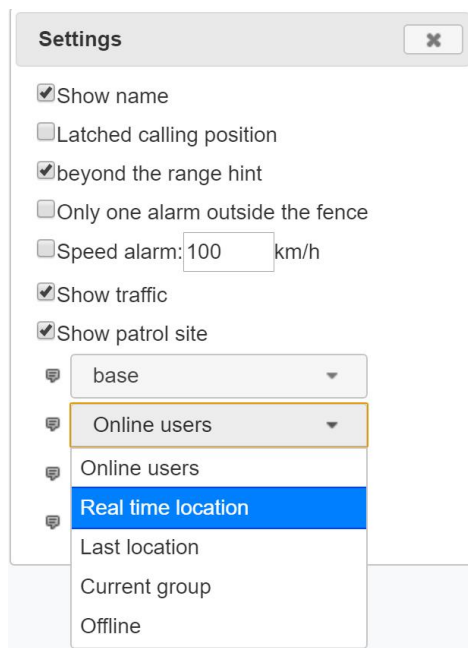 Settings
Show name
Latched calling position
beyond the range hint
Only one alarm outside the fence
Speed alarm: 100 km/h
Show traffic
Show patrol site
base
Online users
Online users
Real time location
Last location
Current group
Offline